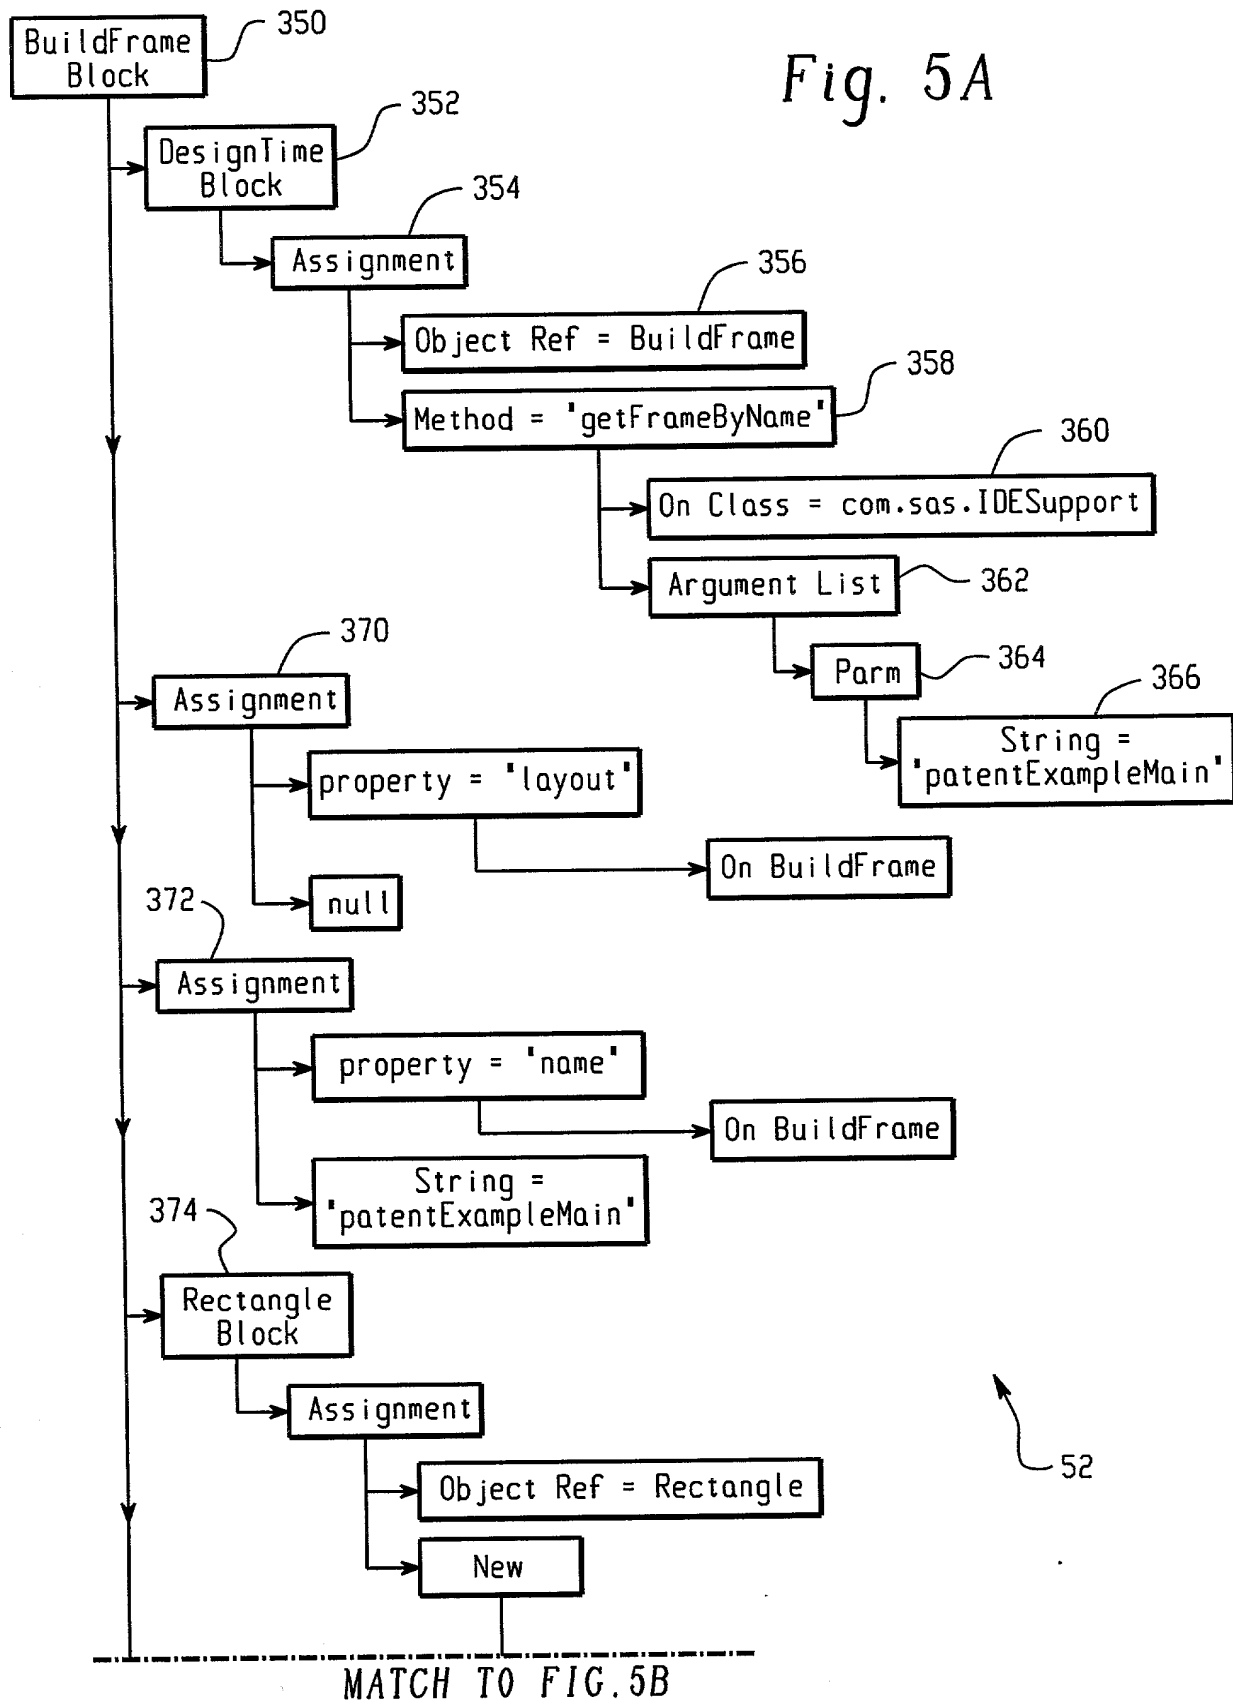 350
BuildFrame
Block
Fig. 5A
352
DesignTime
Block
354
Assignment
356
Object Ref = BuildFrame
358
Method = 'getFrameByName'
360
On Class = com.sas.IDESupport
Argument List
362
370
Parm
364
366
Assignment
String =
'patentExampleMain'
property = 'layout'
On BuildFrame
null
372
Assignment
property = 'name'
On BuildFrame
String =
'patentExampleMain'
374
Rectangle
Block
Assignment
52
Object Ref = Rectangle
New
MATCH TO FIG.5B